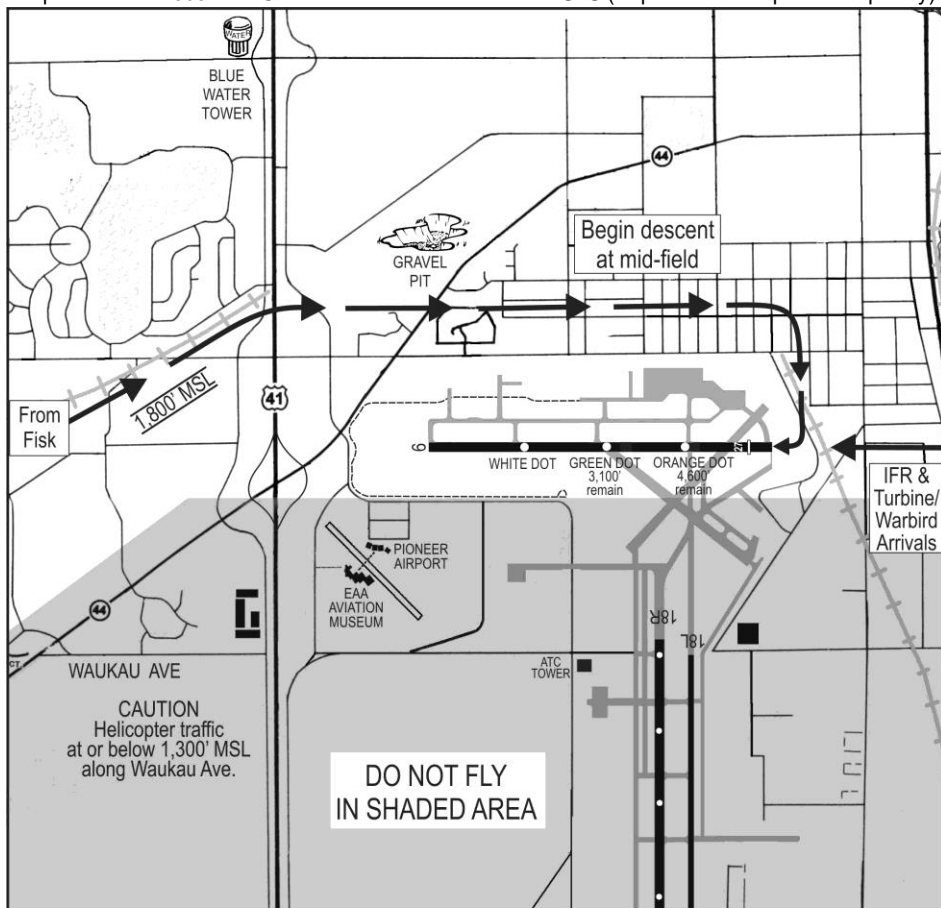 WATER
BLUE
WATER
TOWER
44
GRAVEL
PIT
Begin descent
at mid-field
1,800' MSL
From
Fisk
41
9
27
WHITE DOT
GREEN DOT
3,100'
remain
ORANGE DOT
4,600'
remain
IFR &
Turbine/
Warbird
Arrivals
PIONEER
AIRPORT
EAA
AVIATION
MUSEUM
44
18R
18L
CT
WAUKAU AVE
ATC
TOWER
CAUTION
Helicopter traffic
at or below 1,300' MSL
along Waukau Ave.
DO NOT FLY
IN SHADED AREA